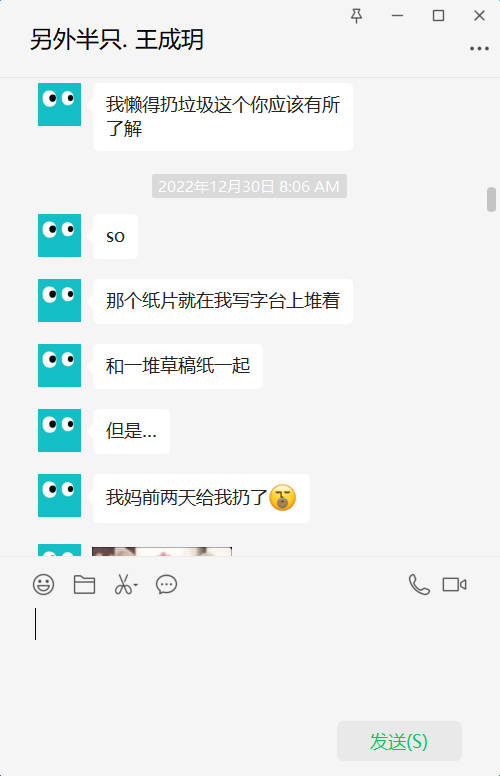 另外半只. 王成玥
我懒得扔垃圾这个你应该有所
了解
2022年12月30日 8:06 AM
so
那个纸片就在我写字台上堆着
和一堆草稿纸一起
但是...
我妈前两天给我扔了
发送(S)